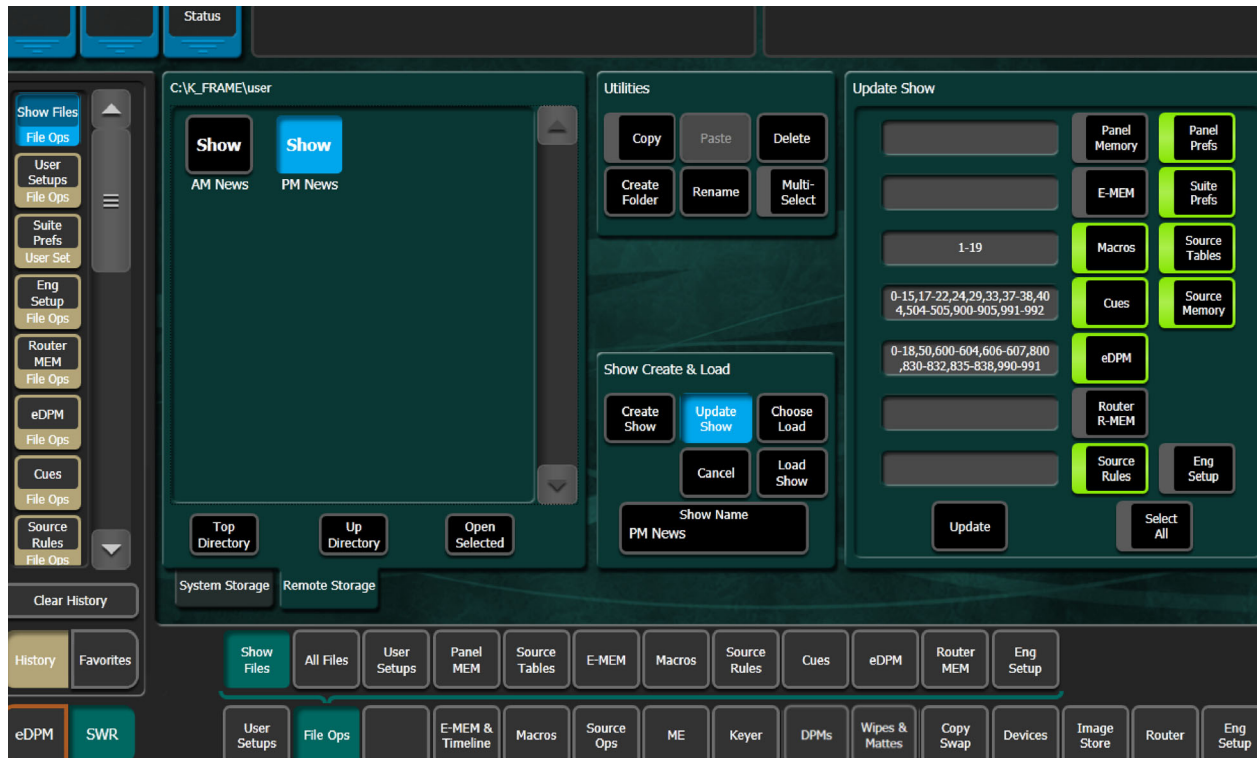 Status
Show Files
File Ops
User
Setups
File Ops
Suite
Prefs
User Set
Eng
Setup
File Ops
Router
MEM
File Ops
eDPM
File Ops
Cues
File Ops
Source
Rules
File Ops
Clear History
History
Favorites
C:\K_FRAME\user
Show
Show
AM News
PM News
Top
Directory
Up
Directory
Open
Selected
System Storage
Remote Storage
Utilities
Copy
Paste
Delete
Create
Folder
Rename
Multi-
Select
Show Create & Load
Create
Show
Update
Show
Choose
Load
Cancel
Load
Show
Show Name
PM News
Update Show
Panel
Memory
Panel
Prefs
E-MEM
Suite
Prefs
1-19
Macros
Source
Tables
0-15,17-22,24,29,33,37-38,40
4,504-505,900-905,991-992
Cues
Source
Memory
0-18,50,600-604,606-607,800
,830-832,835-838,990-991
eDPM
Router
R-MEM
Source
Rules
Eng
Setup
Update
Select
All
Show
Files
All Files
User
Setups
Panel
MEM
Source
Tables
E-MEM
Macros
Source
Rules
Cues
eDPM
Router
MEM
Eng
Setup
eDPM
SWR
User
Setups
File Ops
E-MEM &
Timeline
Macros
Source
Ops
ME
Keyer
DPMs
Wipes &
Mattes
Copy
Swap
Devices
Image
Store
Router
Eng
Setup